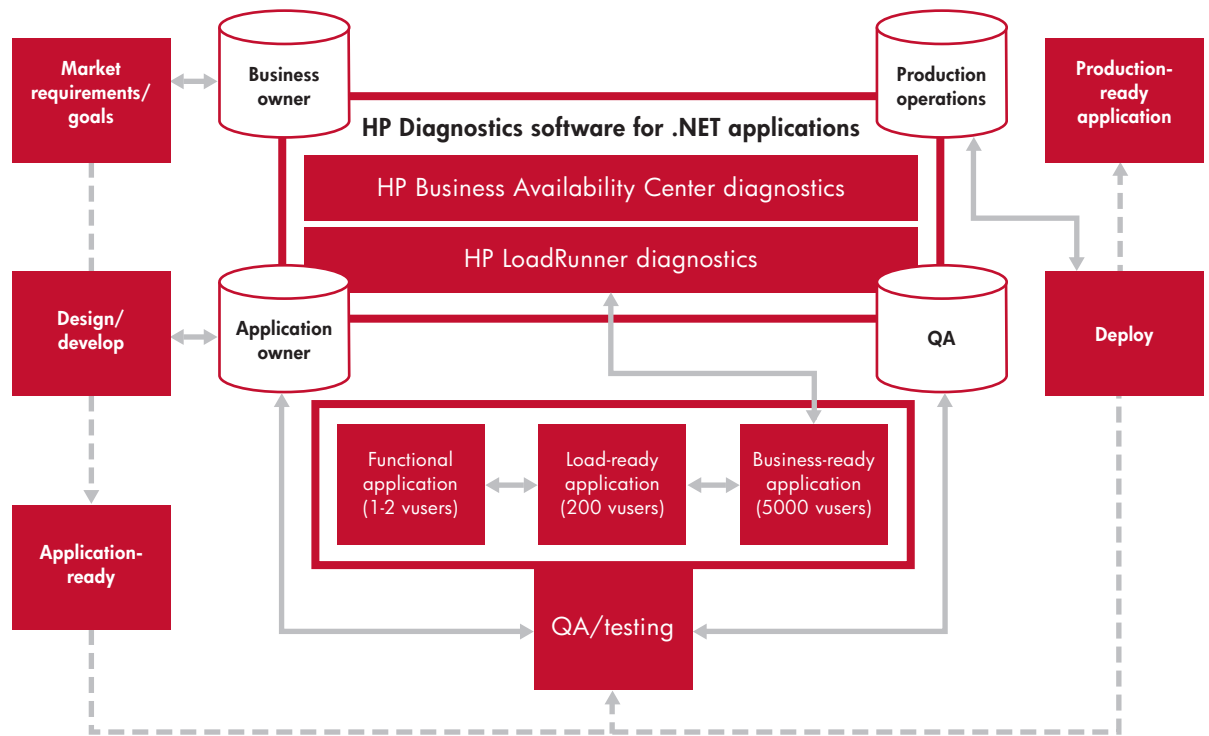 Market
requirements/
goals
Business
owner
Production
operations
Production-
ready
application
HP Diagnostics software for .NET applications
HP Business Availability Center diagnostics
HP LoadRunner diagnostics
Design/
develop
Application
owner
QA
Deploy
Functional
application
(1-2 vusers)
Load-ready
application
(200 vusers)
Business-ready
application
(5000 vusers)
Application-
ready
QA/testing